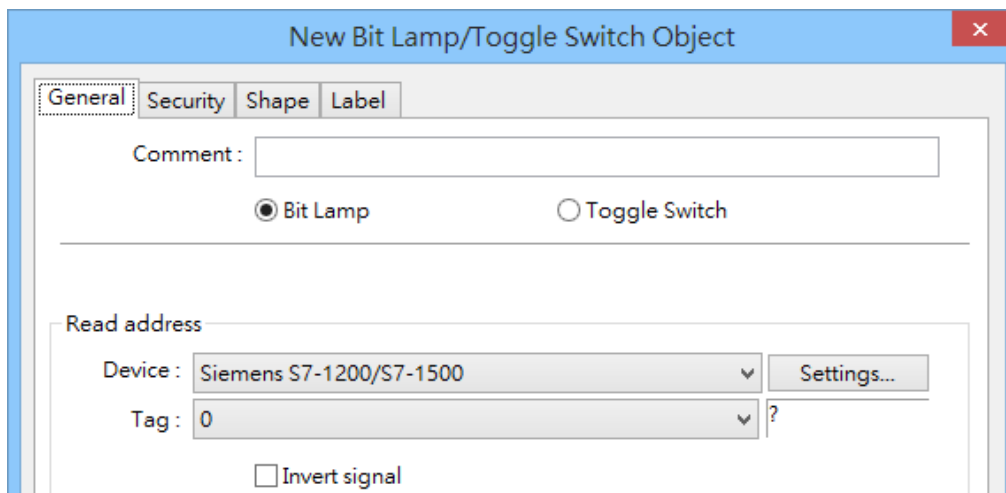 New Bit Lamp/Toggle Switch Object
General Security Shape Label
Comment :
Bit Lamp Toggle Switch
Read address
Device : Siemens S7-1200/S7-1500 Settings...
Tag : 0 ?
Invert signal